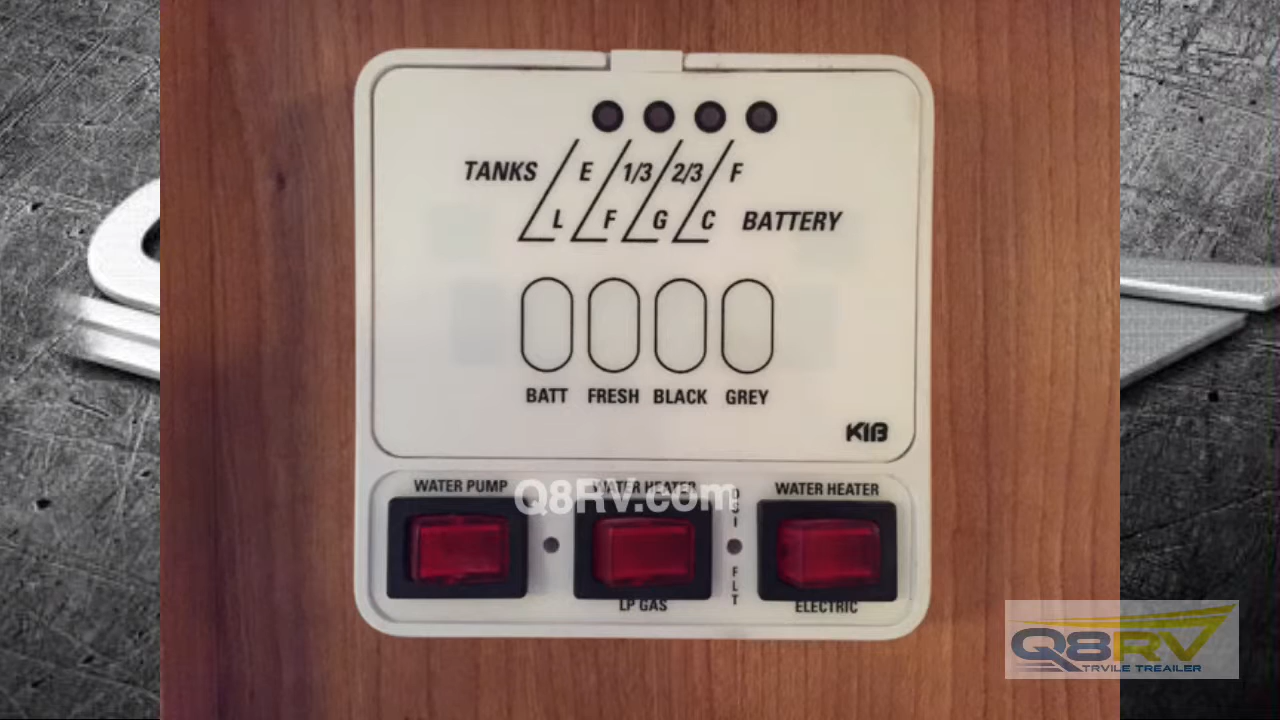 TANKS E 1/3 2/3 F
L F G C BATTERY
BATT FRESH BLACK GREY
KIB
WATER PUMP WATER HEATER DSI WATER HEATER
Q8RV.com
FLT
LP GAS ELECTRIC
Q8RV
TRVILE TREAILER